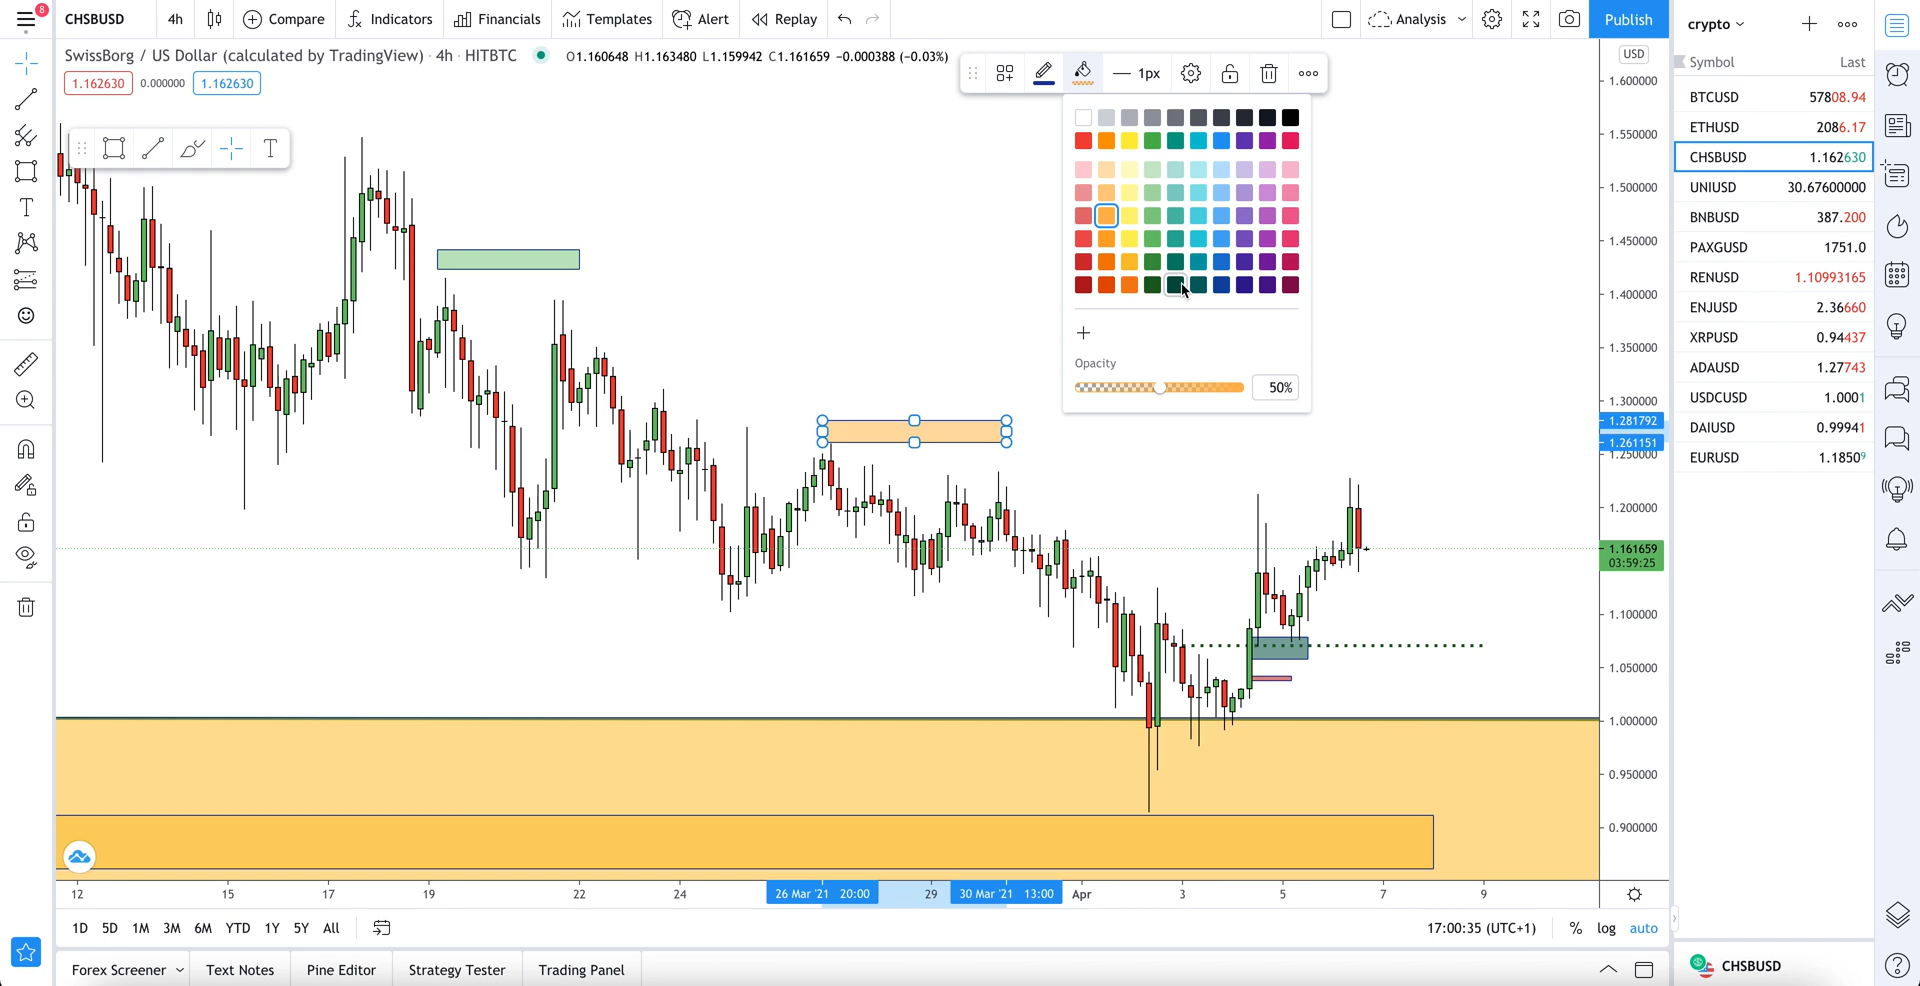 8
CHSBUSD
4h
Compare
Indicators
Financials
Templates
Alert
Replay
Analysis
Publish
SwissBorg / US Dollar (calculated by TradingView) · 4h · HITBTC
O1.160648 H1.163480 L1.159942 C1.161659 −0.000388 (−0.03%)
1.162630
0.000000
1.162630
1px
T
T
Opacity
50%
USD
1.600000
1.550000
1.500000
1.450000
1.400000
1.350000
1.300000
1.281792
1.261151
1.250000
1.200000
1.161659
03:59:25
1.100000
1.050000
1.000000
0.950000
0.900000
12
15
17
19
22
24
26 Mar '21 20:00
29
30 Mar '21 13:00
Apr
3
5
7
9
1D 5D 1M 3M 6M YTD 1Y 5Y All
17:00:35 (UTC+1)
% log auto
Forex Screener
Text Notes
Pine Editor
Strategy Tester
Trading Panel
crypto
Symbol Last
BTCUSD 57808.94
ETHUSD 2086.17
CHSBUSD 1.162630
UNIUSD 30.67600000
BNBUSD 387.200
PAXGUSD 1751.0
RENUSD 1.10993165
ENJUSD 2.36660
XRPUSD 0.94437
ADAUSD 1.27743
USDCUSD 1.0001
DAIUSD 0.99941
EURUSD 1.18509
CHSBUSD